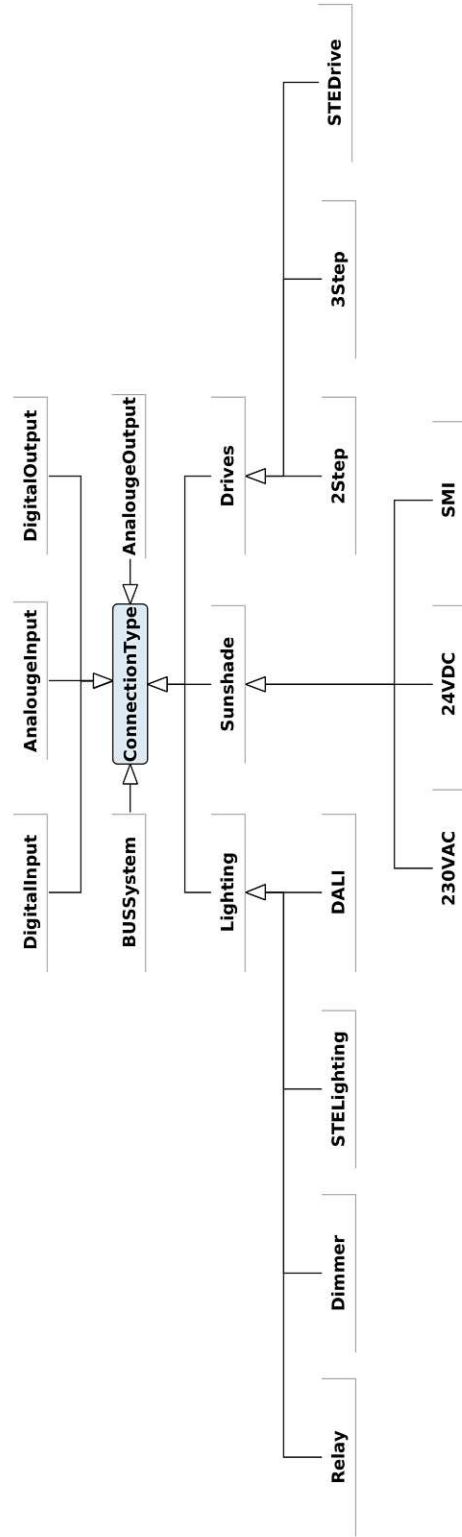 DigitalInput
AnalougeInput
DigitalOutput
BUSSystem
ConnectionType
AnalougeOutput
Lighting
Sunshade
Drives
Relay
Dimmer
STELighting
DALI
2Step
3Step
STEDrive
230VAC
24VDC
SMI